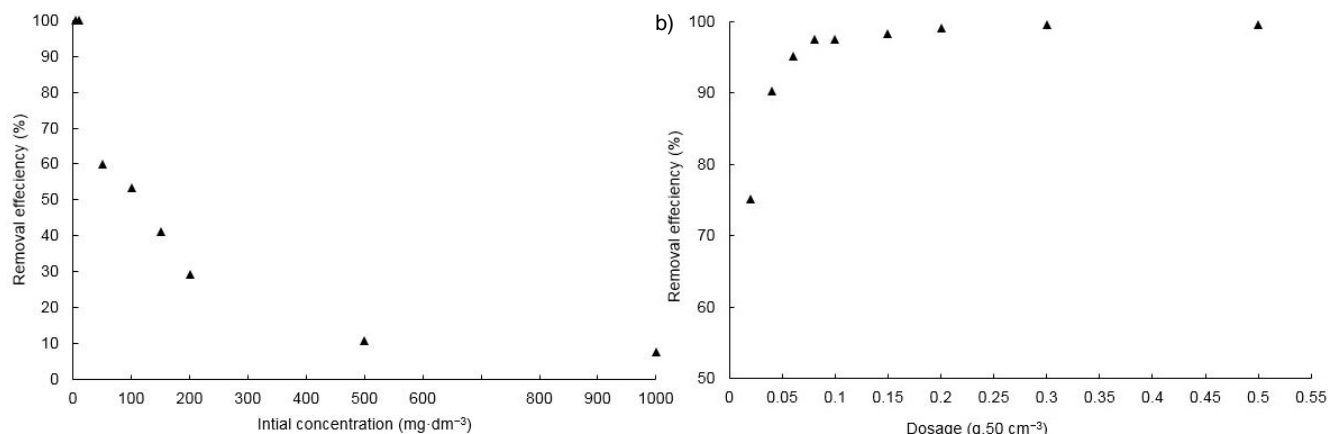 100
90
80
70
60
50
40
30
20
10
0
Removal effeciency (%)
0 100 200 300 400 500 600 800 900 1000
Intial concentration (mg·dm⁻³)
b)
100
90
80
70
60
50
Removal effeciency (%)
0 0.05 0.1 0.15 0.2 0.25 0.3 0.35 0.4 0.45 0.5 0.55
Dosage (g.50 cm⁻³)